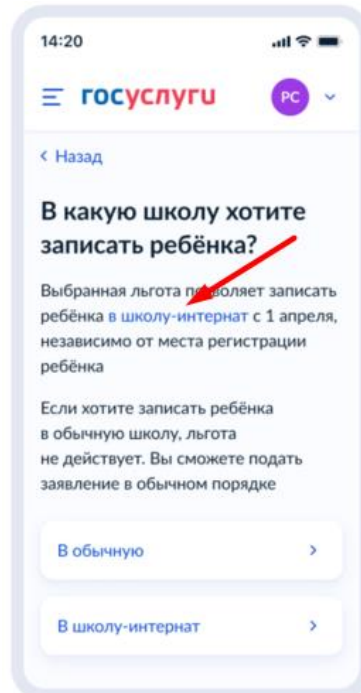 14:20
госуслуги
РС
Назад
В какую школу хотите
записать ребёнка?
Выбранная льгота позволяет записать
ребёнка в школу-интернат с 1 апреля,
независимо от места регистрации
ребёнка
Если хотите записать ребёнка
в обычную школу, льгота
не действует. Вы сможете подать
заявление в обычном порядке
В обычную
В школу-интернат